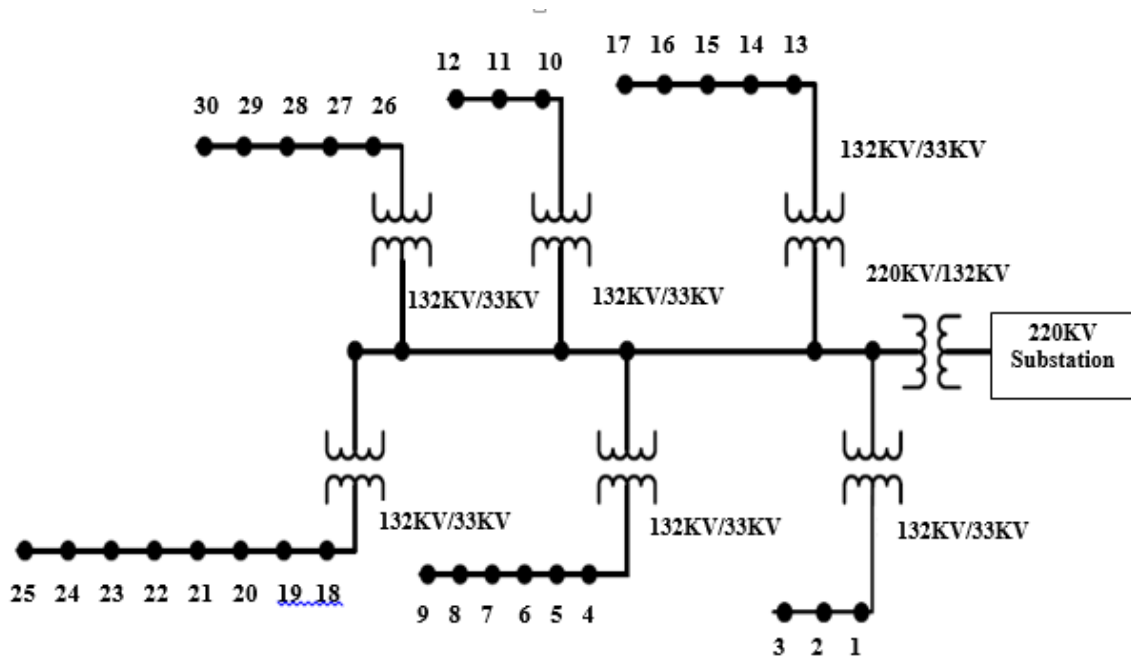 17 16 15 14 13
12 11 10
30 29 28 27 26
132KV/33KV
220KV/132KV
132KV/33KV
132KV/33KV
220KV
Substation
132KV/33KV
132KV/33KV
132KV/33KV
25 24 23 22 21 20 19 18
9 8 7 6 5 4
3 2 1